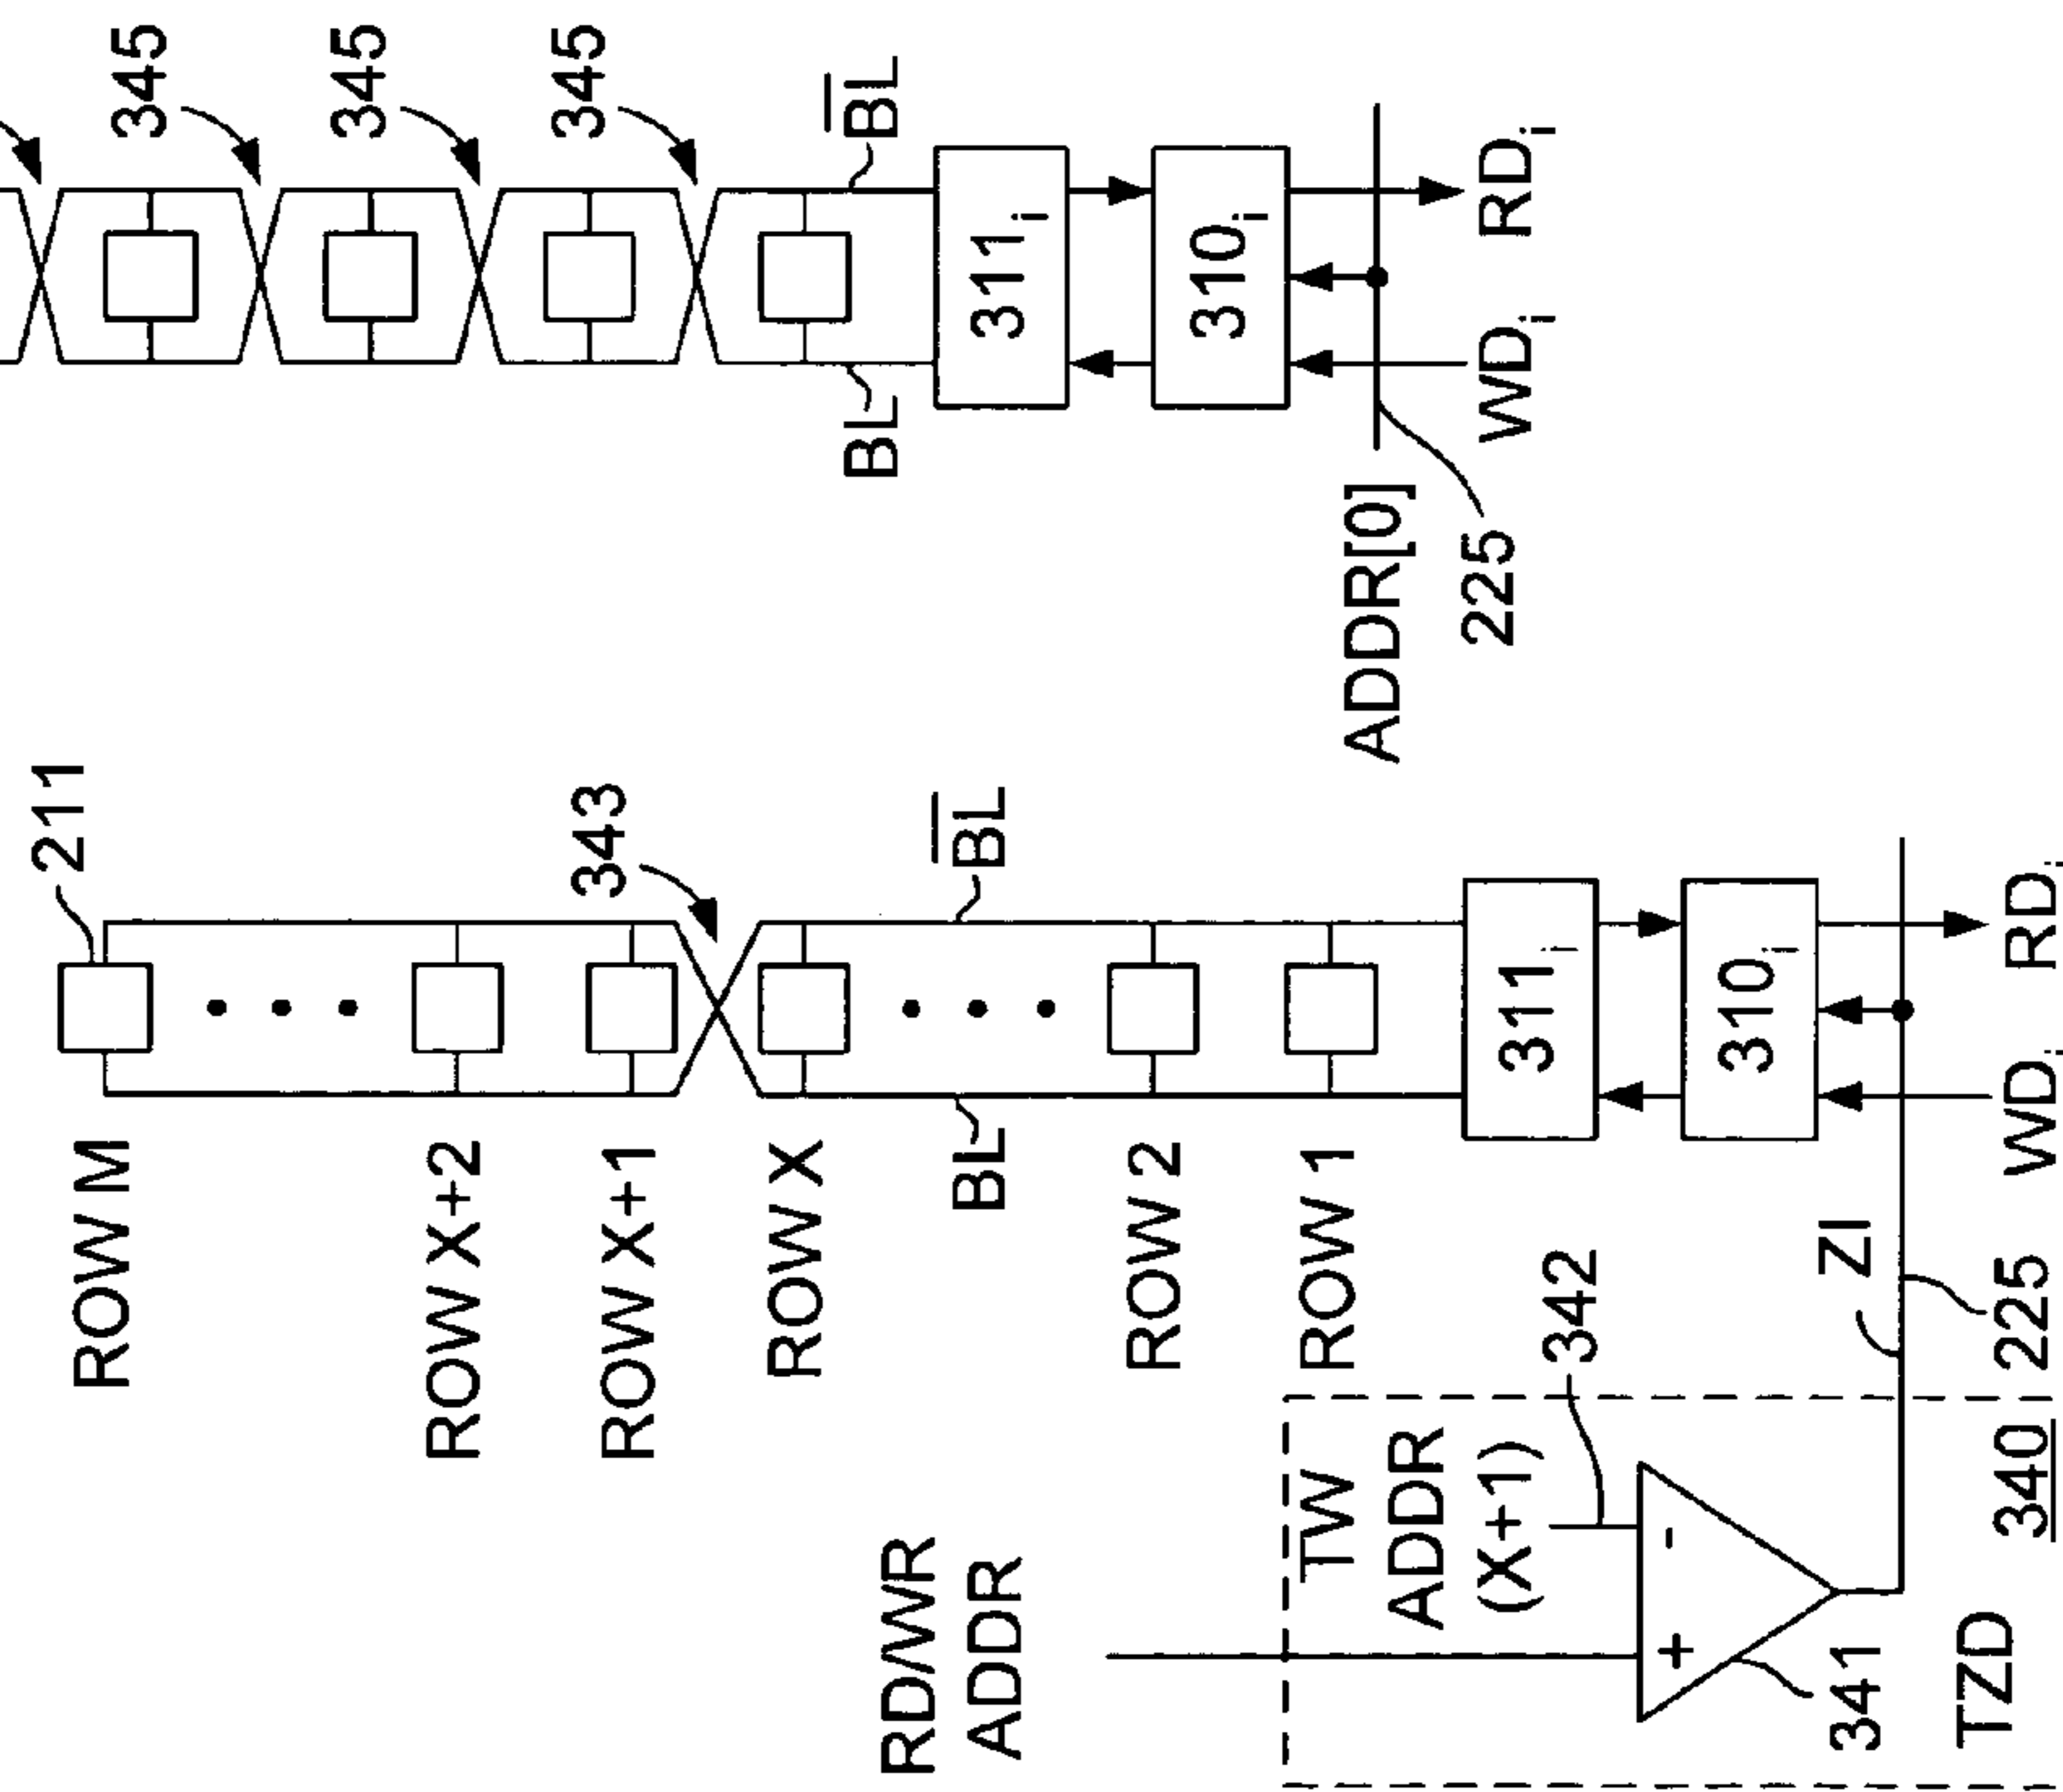 345
345
345
BL
BL
311i
310i
ADDR[0]
225
WDi
RDi
211
343
ROW M
ROW X+2
ROW X+1
ROW X
BL
BL
ROW 2
ROW 1
311i
310i
RD/WR
ADDR
TW
ADDR
(X+1)
342
+
-
341
ZI
225
WDi
RDi
TZD
340